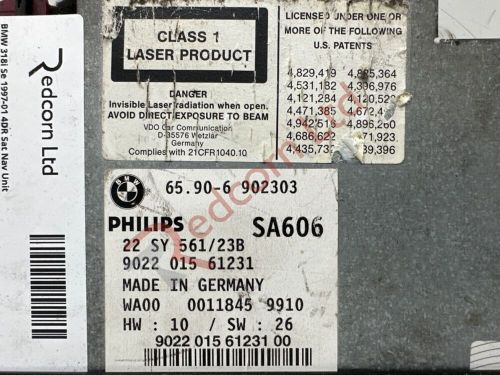 BMW 318i Se 1997-01 4DR Sat Nav Unit
Redcorn Ltd
CLASS 1
LASER PRODUCT
DANGER
Invisible Laser radiation when open.
AVOID DIRECT EXPOSURE TO BEAM
VDO Car Communication
D-35576 Wetzlar
Germany
Complies with 21CFR1040.10
LICENSED UNDER ONE OR
MORE OF THE FOLLOWING
U.S. PATENTS
4,829,419
4,531,182 4,396,976
4,121,284
4,471,385
4,942,516 4,896,260
4,686,622
BMW
65.90-6 902303
PHILIPS SA606
22 SY 561/23B
9022 015 61231
MADE IN GERMANY
WA00 0011845 9910
HW : 10 / SW : 26
9022 015 61231 00
Redcorn Ltd